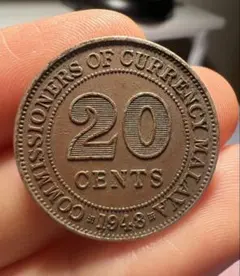 COMMISSIONERS OF CURRENCY MALAYA
20
CENTS
1948